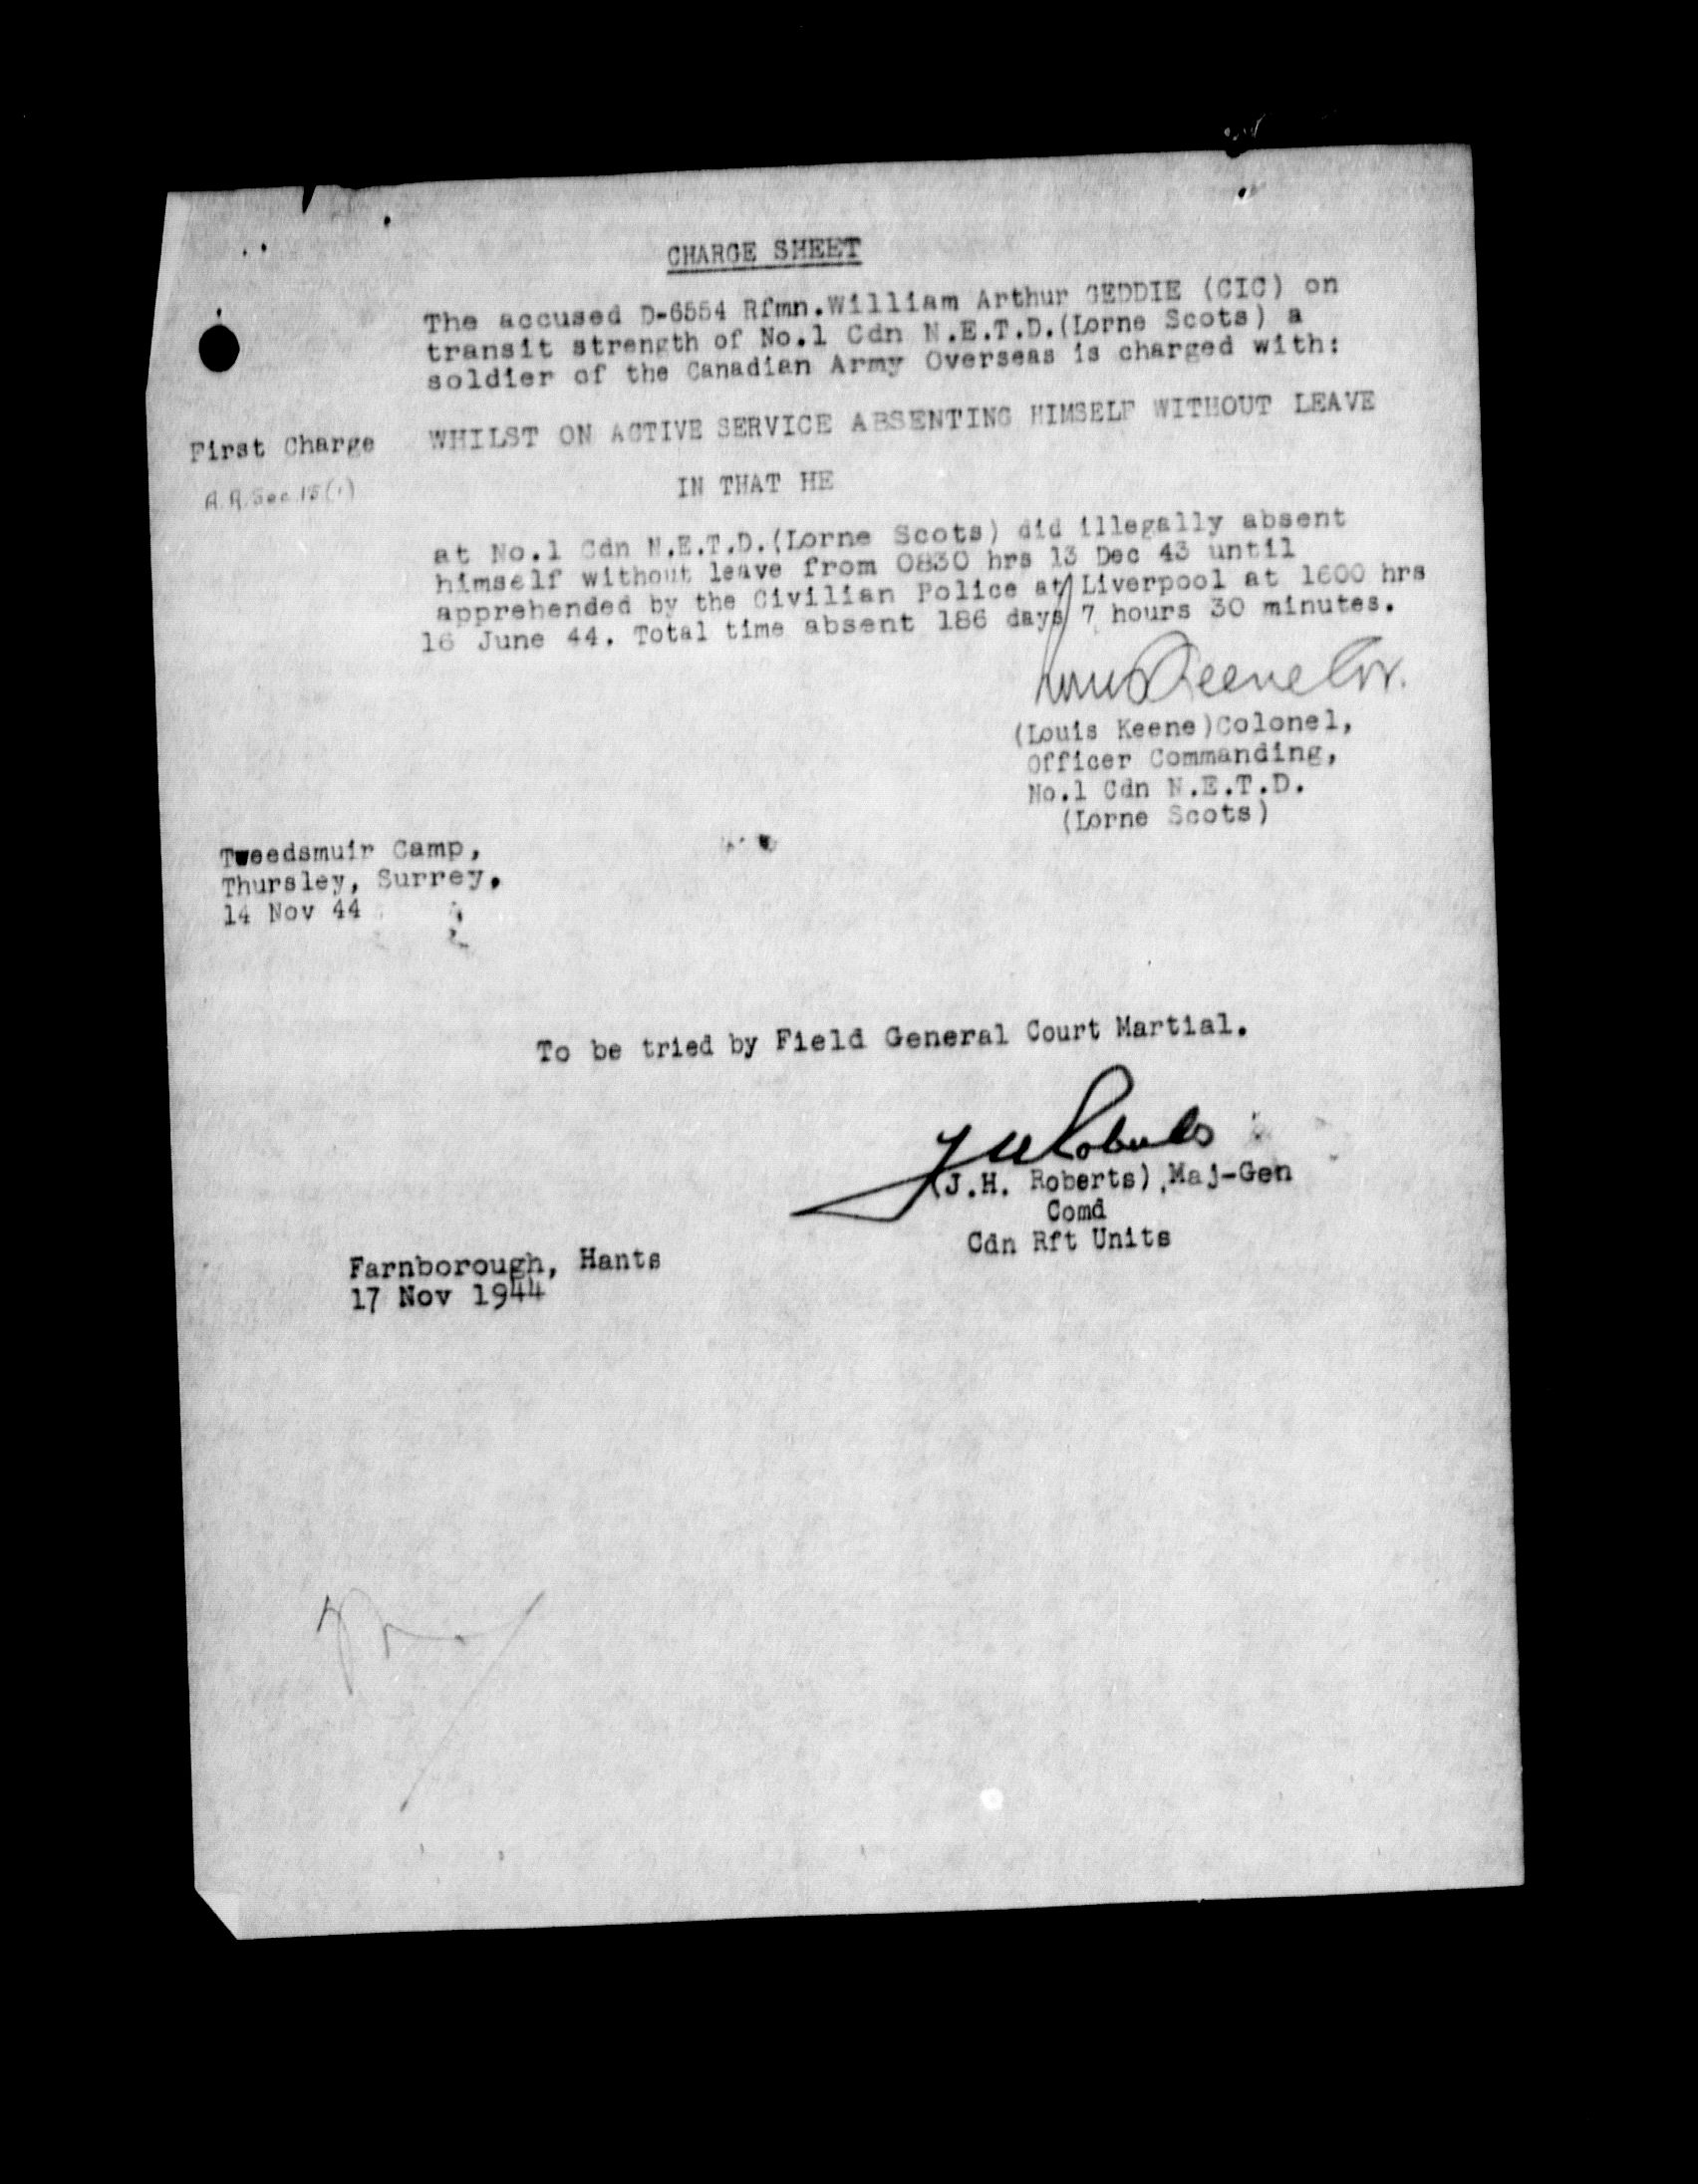 CHARGE SHEET
The accused D-6554 Rfmn.William Arthur GEDDIE (CIC) on
transit strength of No.1 Cdn N.E.T.D.(Lorne Scots) a
soldier of the Canadian Army Overseas is charged with:
First Charge WHILST ON ACTIVE SERVICE ABSENTING HIMSELF WITHOUT LEAVE
A.A. Sec 15(1)
IN THAT HE
at No.1 Cdn N.E.T.D.(Lorne Scots) did illegally absent
himself without leave from 0830 hrs 13 Dec 43 until
apprehended by the Civilian Police at Liverpool at 1600 hrs
16 June 44. Total time absent 186 days 7 hours 30 minutes.
Louis Keene Col.
(Louis Keene)Colonel,
Officer Commanding,
No.1 Cdn N.E.T.D.
(Lorne Scots)
Tweedsmuir Camp,
Thursley, Surrey.
14 Nov 44
To be tried by Field General Court Martial.
J H Roberts
(J.H. Roberts),Maj-Gen
Comd
Cdn Rft Units
Farnborough, Hants
17 Nov 1944